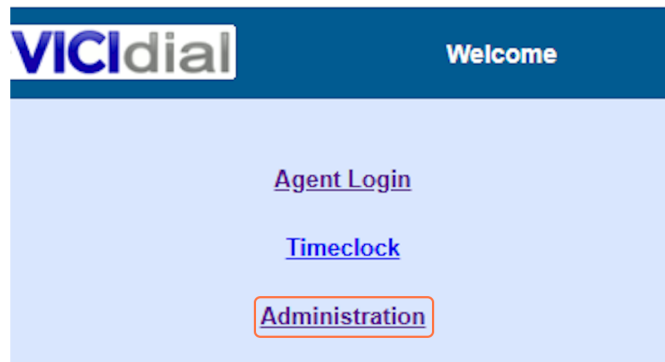 VICIdial
Welcome
Agent Login
Timeclock
Administration